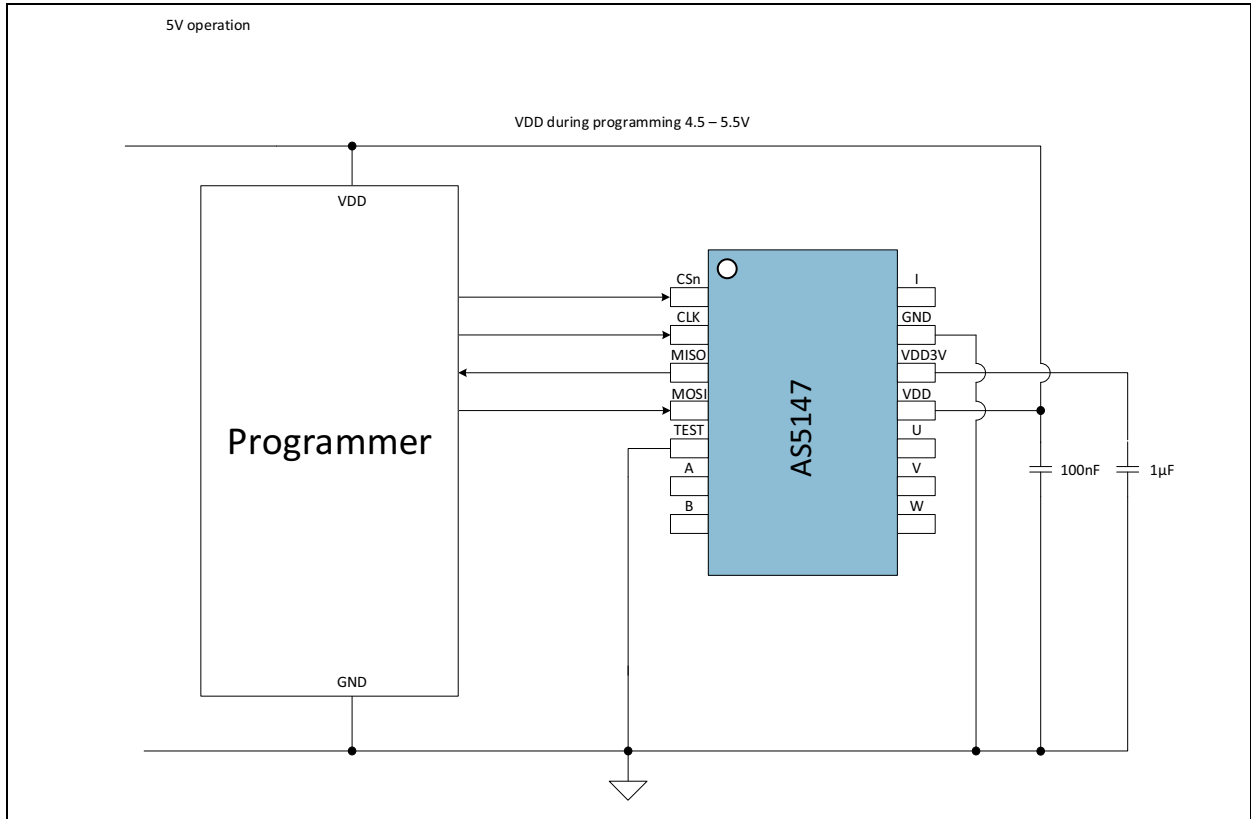 5V operation
VDD during programming 4.5 – 5.5V
VDD
Programmer
GND
CSn
CLK
MISO
MOSI
TEST
A
B
AS5147
I
GND
VDD3V
VDD
U
V
W
100nF
1µF